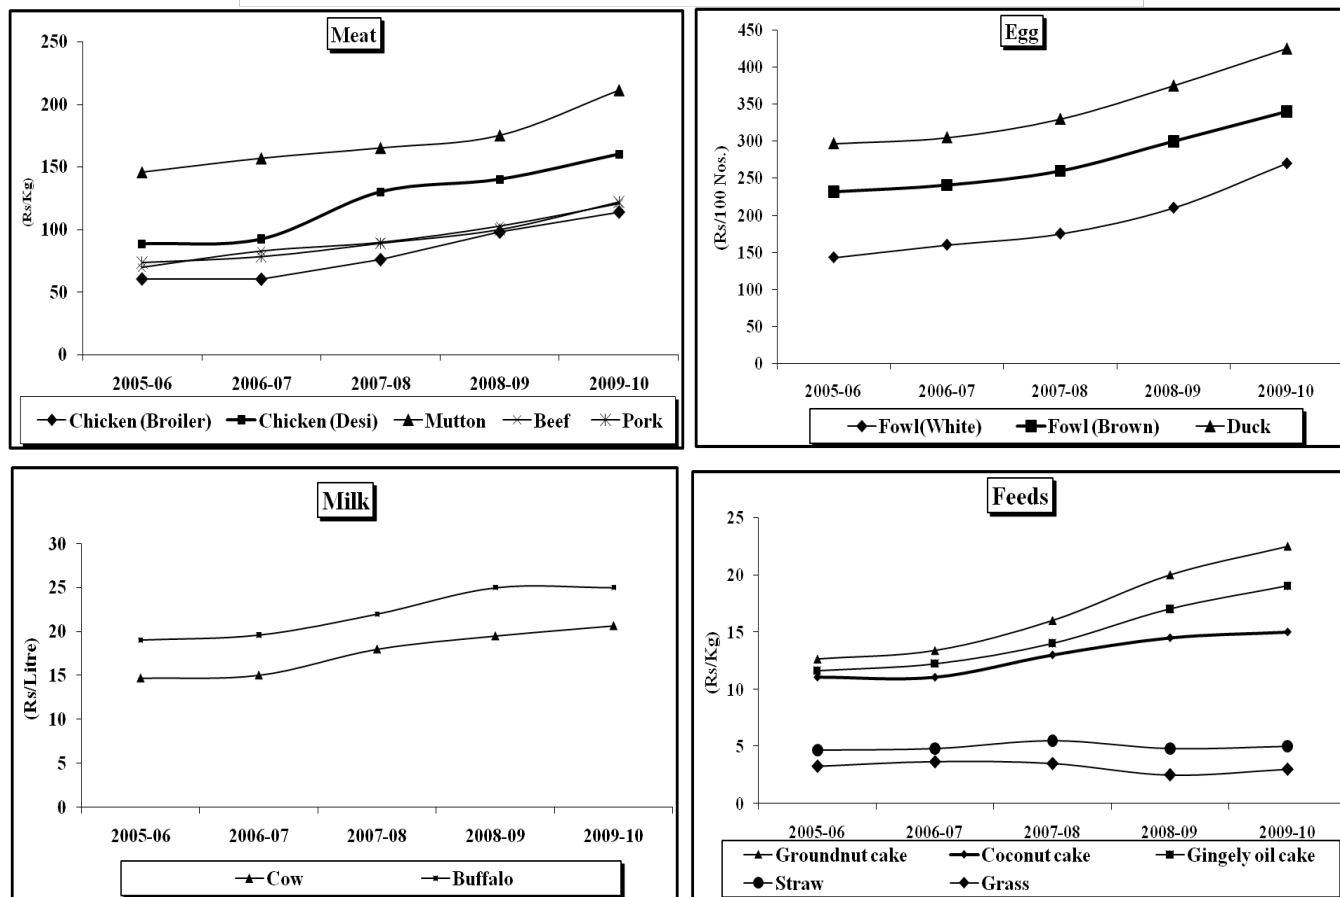 Meat
250
200
150
100
50
0
(Rs/Kg)
2005-06 2006-07 2007-08 2008-09 2009-10
Chicken (Broiler) Chicken (Desi) Mutton Beef Pork
Egg
450
400
350
300
250
200
150
100
50
0
(Rs/100 Nos.)
2005-06 2006-07 2007-08 2008-09 2009-10
Fowl(White) Fowl (Brown) Duck
Milk
30
25
20
15
10
5
0
(Rs/Litre)
2005-06 2006-07 2007-08 2008-09 2009-10
Cow Buffalo
Feeds
25
20
15
10
5
0
(Rs/Kg)
2005-06 2006-07 2007-08 2008-09 2009-10
Groundnut cake Coconut cake Gingely oil cake
Straw Grass